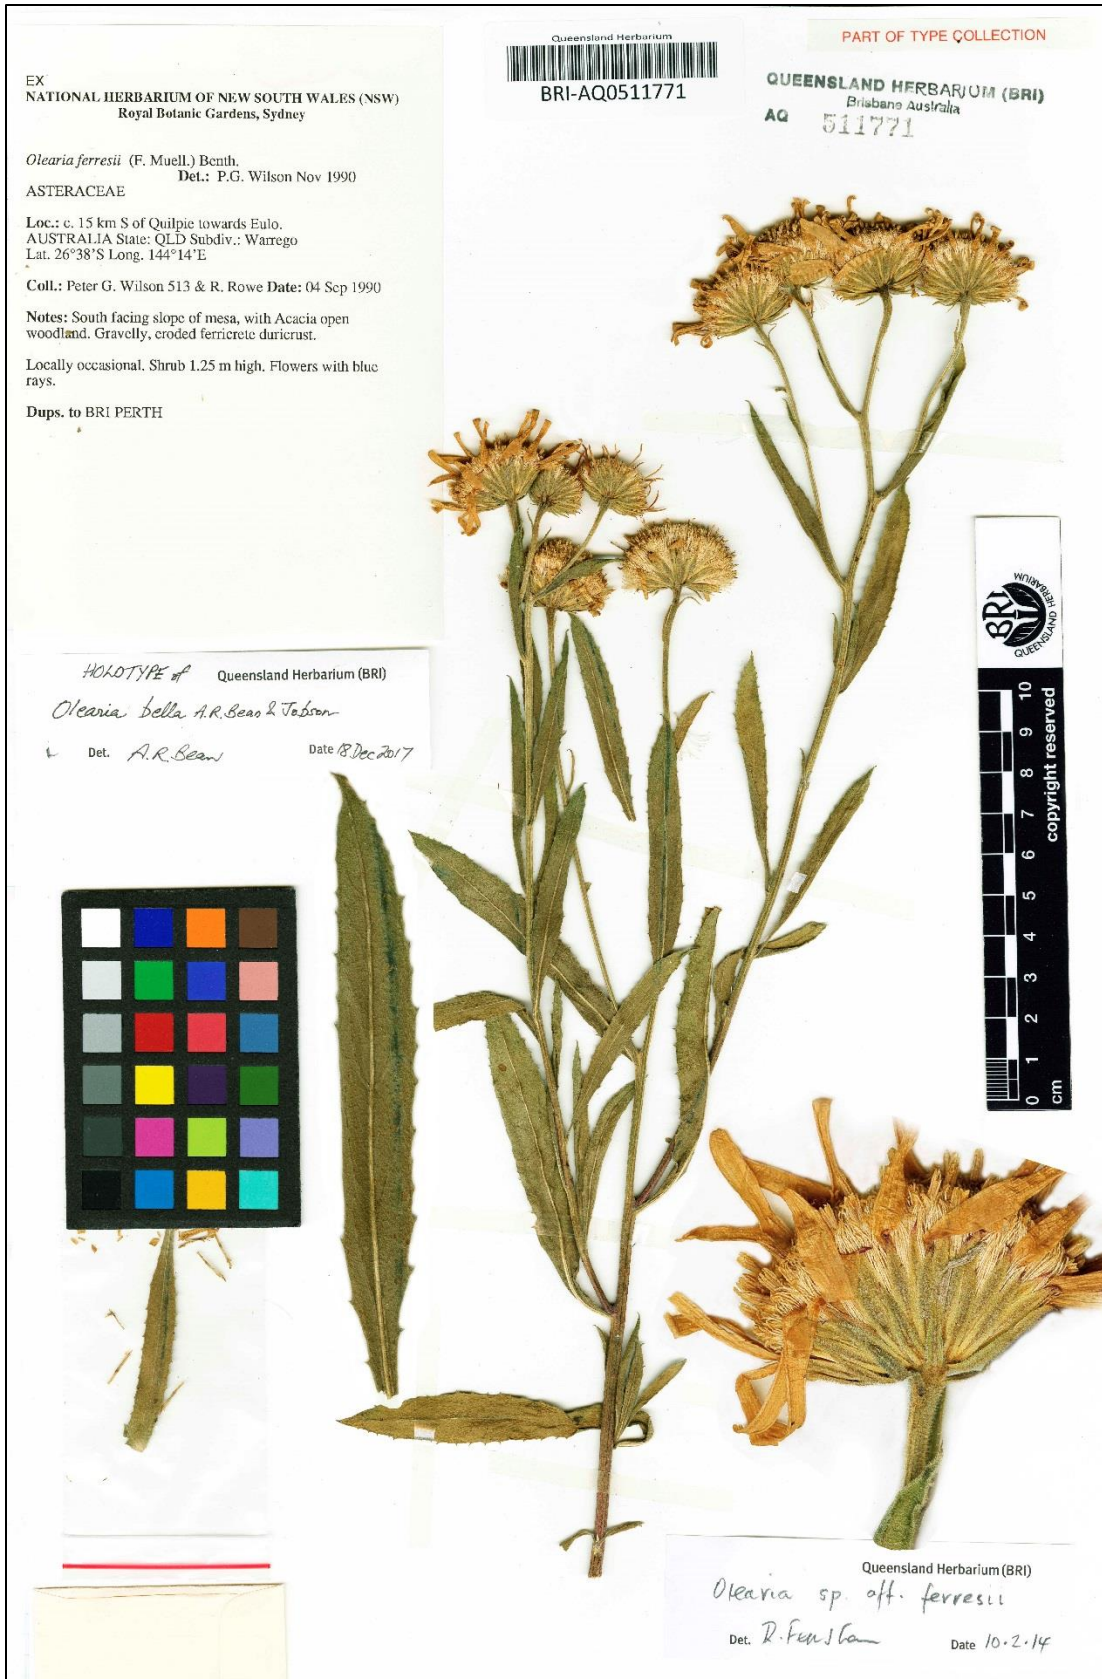 EX
NATIONAL HERBARIUM OF NEW SOUTH WALES (NSW)
Royal Botanic Gardens, Sydney
Olearia ferresii (F. Muell.) Benth.
Det.: P.G. Wilson Nov 1990
ASTERACEAE
Loc.: c. 15 km S of Quilpie towards Eulo.
AUSTRALIA State: QLD Subdiv.: Warrego
Lat. 26°38'S Long. 144°14'E
Coll.: Peter G. Wilson 513 & R. Rowe Date: 04 Sep 1990
Notes: South facing slope of mesa, with Acacia open
woodland. Gravelly, eroded ferricrete duricrust.
Locally occasional. Shrub 1.25 m high. Flowers with blue
rays.
Dups. to BRI PERTH
Queensland Herbarium
BRI-AQ0511771
PART OF TYPE COLLECTION
QUEENSLAND HERBARIUM (BRI)
Brisbane Australia
AQ 511771
HOLOTYPE of Queensland Herbarium (BRI)
Olearia bella A.R.Bean & Jobson
Det. A.R.Bean Date 18 Dec 2017
BRI
QUEENSLAND HERBARIUM
10
9
8
7
6
5
4
3
2
1
0
cm
copyright reserved
Queensland Herbarium (BRI)
Olearia sp. aff. ferresii
Det. R. Fensham Date 10.2.14